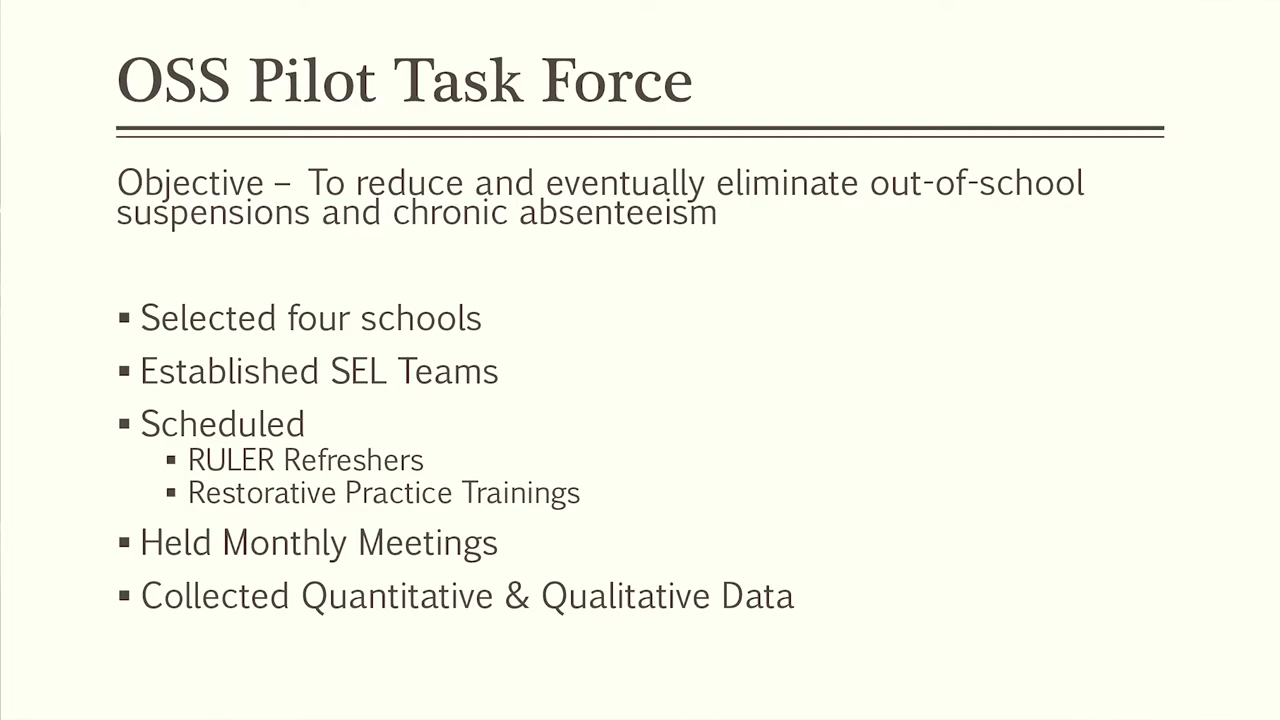 OSS Pilot Task Force
Objective – To reduce and eventually eliminate out-of-school
suspensions and chronic absenteeism
▪ Selected four schools
▪ Established SEL Teams
▪ Scheduled
▪ RULER Refreshers
▪ Restorative Practice Trainings
▪ Held Monthly Meetings
▪ Collected Quantitative & Qualitative Data